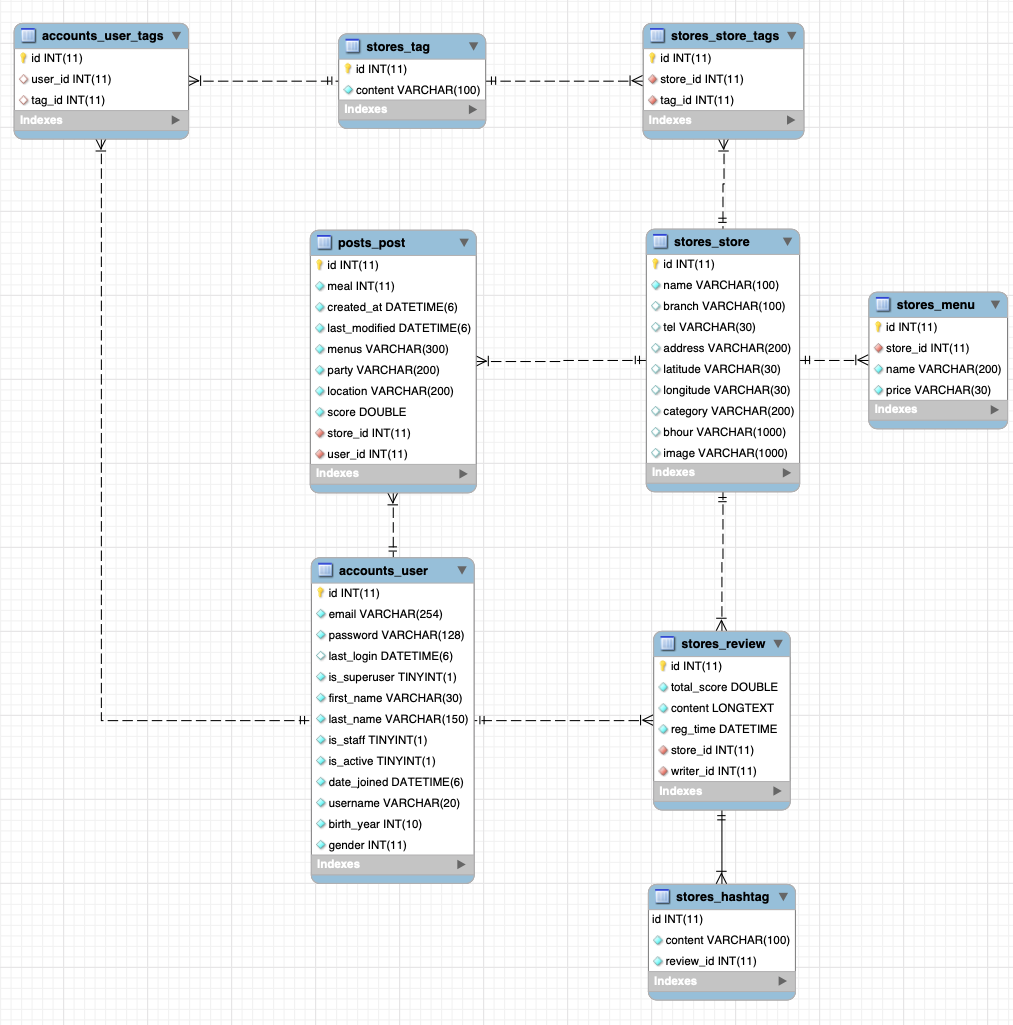 accounts_user_tags
id INT(11)
user_id INT(11)
tag_id INT(11)
Indexes
stores_tag
id INT(11)
content VARCHAR(100)
Indexes
stores_store_tags
id INT(11)
store_id INT(11)
tag_id INT(11)
Indexes
posts_post
id INT(11)
meal INT(11)
created_at DATETIME(6)
last_modified DATETIME(6)
menus VARCHAR(300)
party VARCHAR(200)
location VARCHAR(200)
score DOUBLE
store_id INT(11)
user_id INT(11)
Indexes
stores_store
id INT(11)
name VARCHAR(100)
branch VARCHAR(100)
tel VARCHAR(30)
address VARCHAR(200)
latitude VARCHAR(30)
longitude VARCHAR(30)
category VARCHAR(200)
bhour VARCHAR(1000)
image VARCHAR(1000)
Indexes
stores_menu
id INT(11)
store_id INT(11)
name VARCHAR(200)
price VARCHAR(30)
Indexes
accounts_user
id INT(11)
email VARCHAR(254)
password VARCHAR(128)
last_login DATETIME(6)
is_superuser TINYINT(1)
first_name VARCHAR(30)
last_name VARCHAR(150)
is_staff TINYINT(1)
is_active TINYINT(1)
date_joined DATETIME(6)
username VARCHAR(20)
birth_year INT(10)
gender INT(11)
Indexes
stores_review
id INT(11)
total_score DOUBLE
content LONGTEXT
reg_time DATETIME
store_id INT(11)
writer_id INT(11)
Indexes
stores_hashtag
id INT(11)
content VARCHAR(100)
review_id INT(11)
Indexes